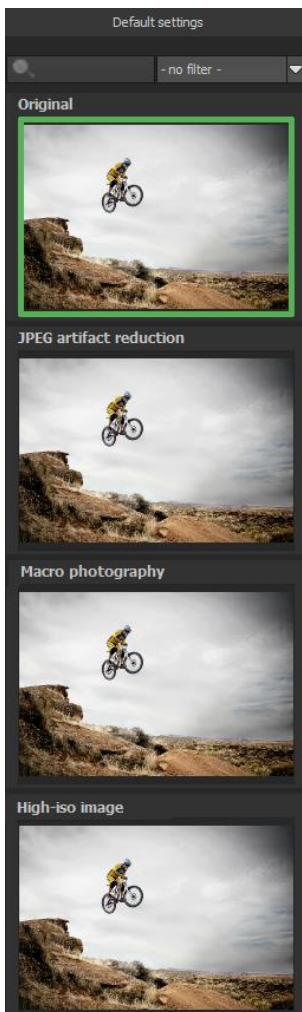 Default settings
- no filter -
Original
JPEG artifact reduction
Macro photography
High-iso image